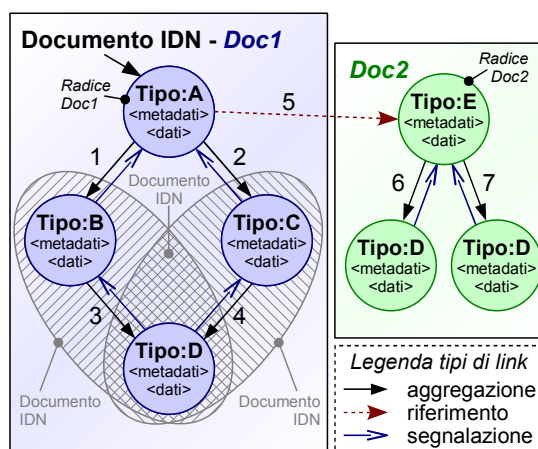 Documento IDN - Doc1
Radice
Doc1
Tipo:A
<metadati>
<dati>
5
1
2
Documento
IDN
Tipo:B
<metadati>
<dati>
Tipo:C
<metadati>
<dati>
3
4
Tipo:D
<metadati>
<dati>
Documento
IDN
Documento
IDN
Doc2
Radice
Doc2
Tipo:E
<metadati>
<dati>
6
7
Tipo:D
<metadati>
<dati>
Tipo:D
<metadati>
<dati>
Legenda tipi di link
aggregazione
riferimento
segnalazione